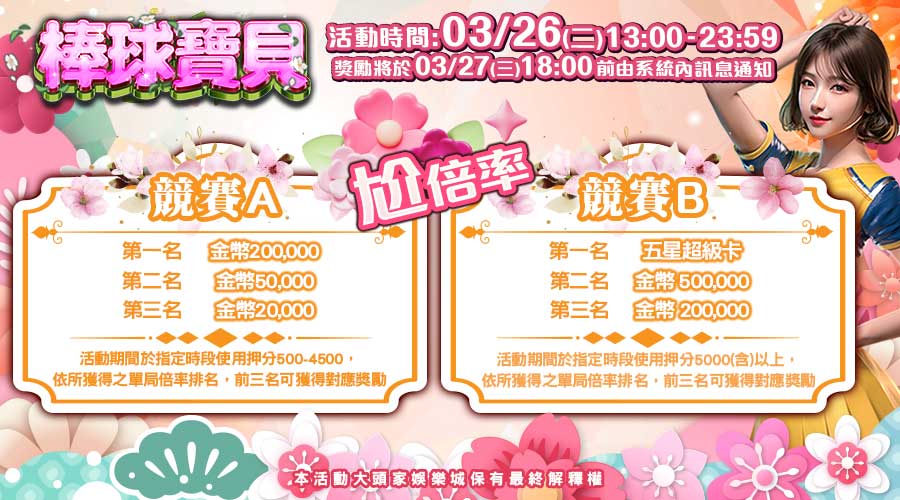 棒球寶貝
活動時間:03/26(二)13:00-23:59
獎勵將於03/27(三)18:00前由系統內訊息通知
尬倍率
競賽A
第一名 金幣200,000
第二名 金幣50,000
第三名 金幣20,000
活動期間於指定時段使用押分500-4500,
依所獲得之單局倍率排名,前三名可獲得對應獎勵
競賽B
第一名 五星超級卡
第二名 金幣 500,000
第三名 金幣 200,000
活動期間於指定時段使用押分5000(含)以上,
依所獲得之單局倍率排名,前三名可獲得對應獎勵
本活動大頭家娛樂城保有最終解釋權